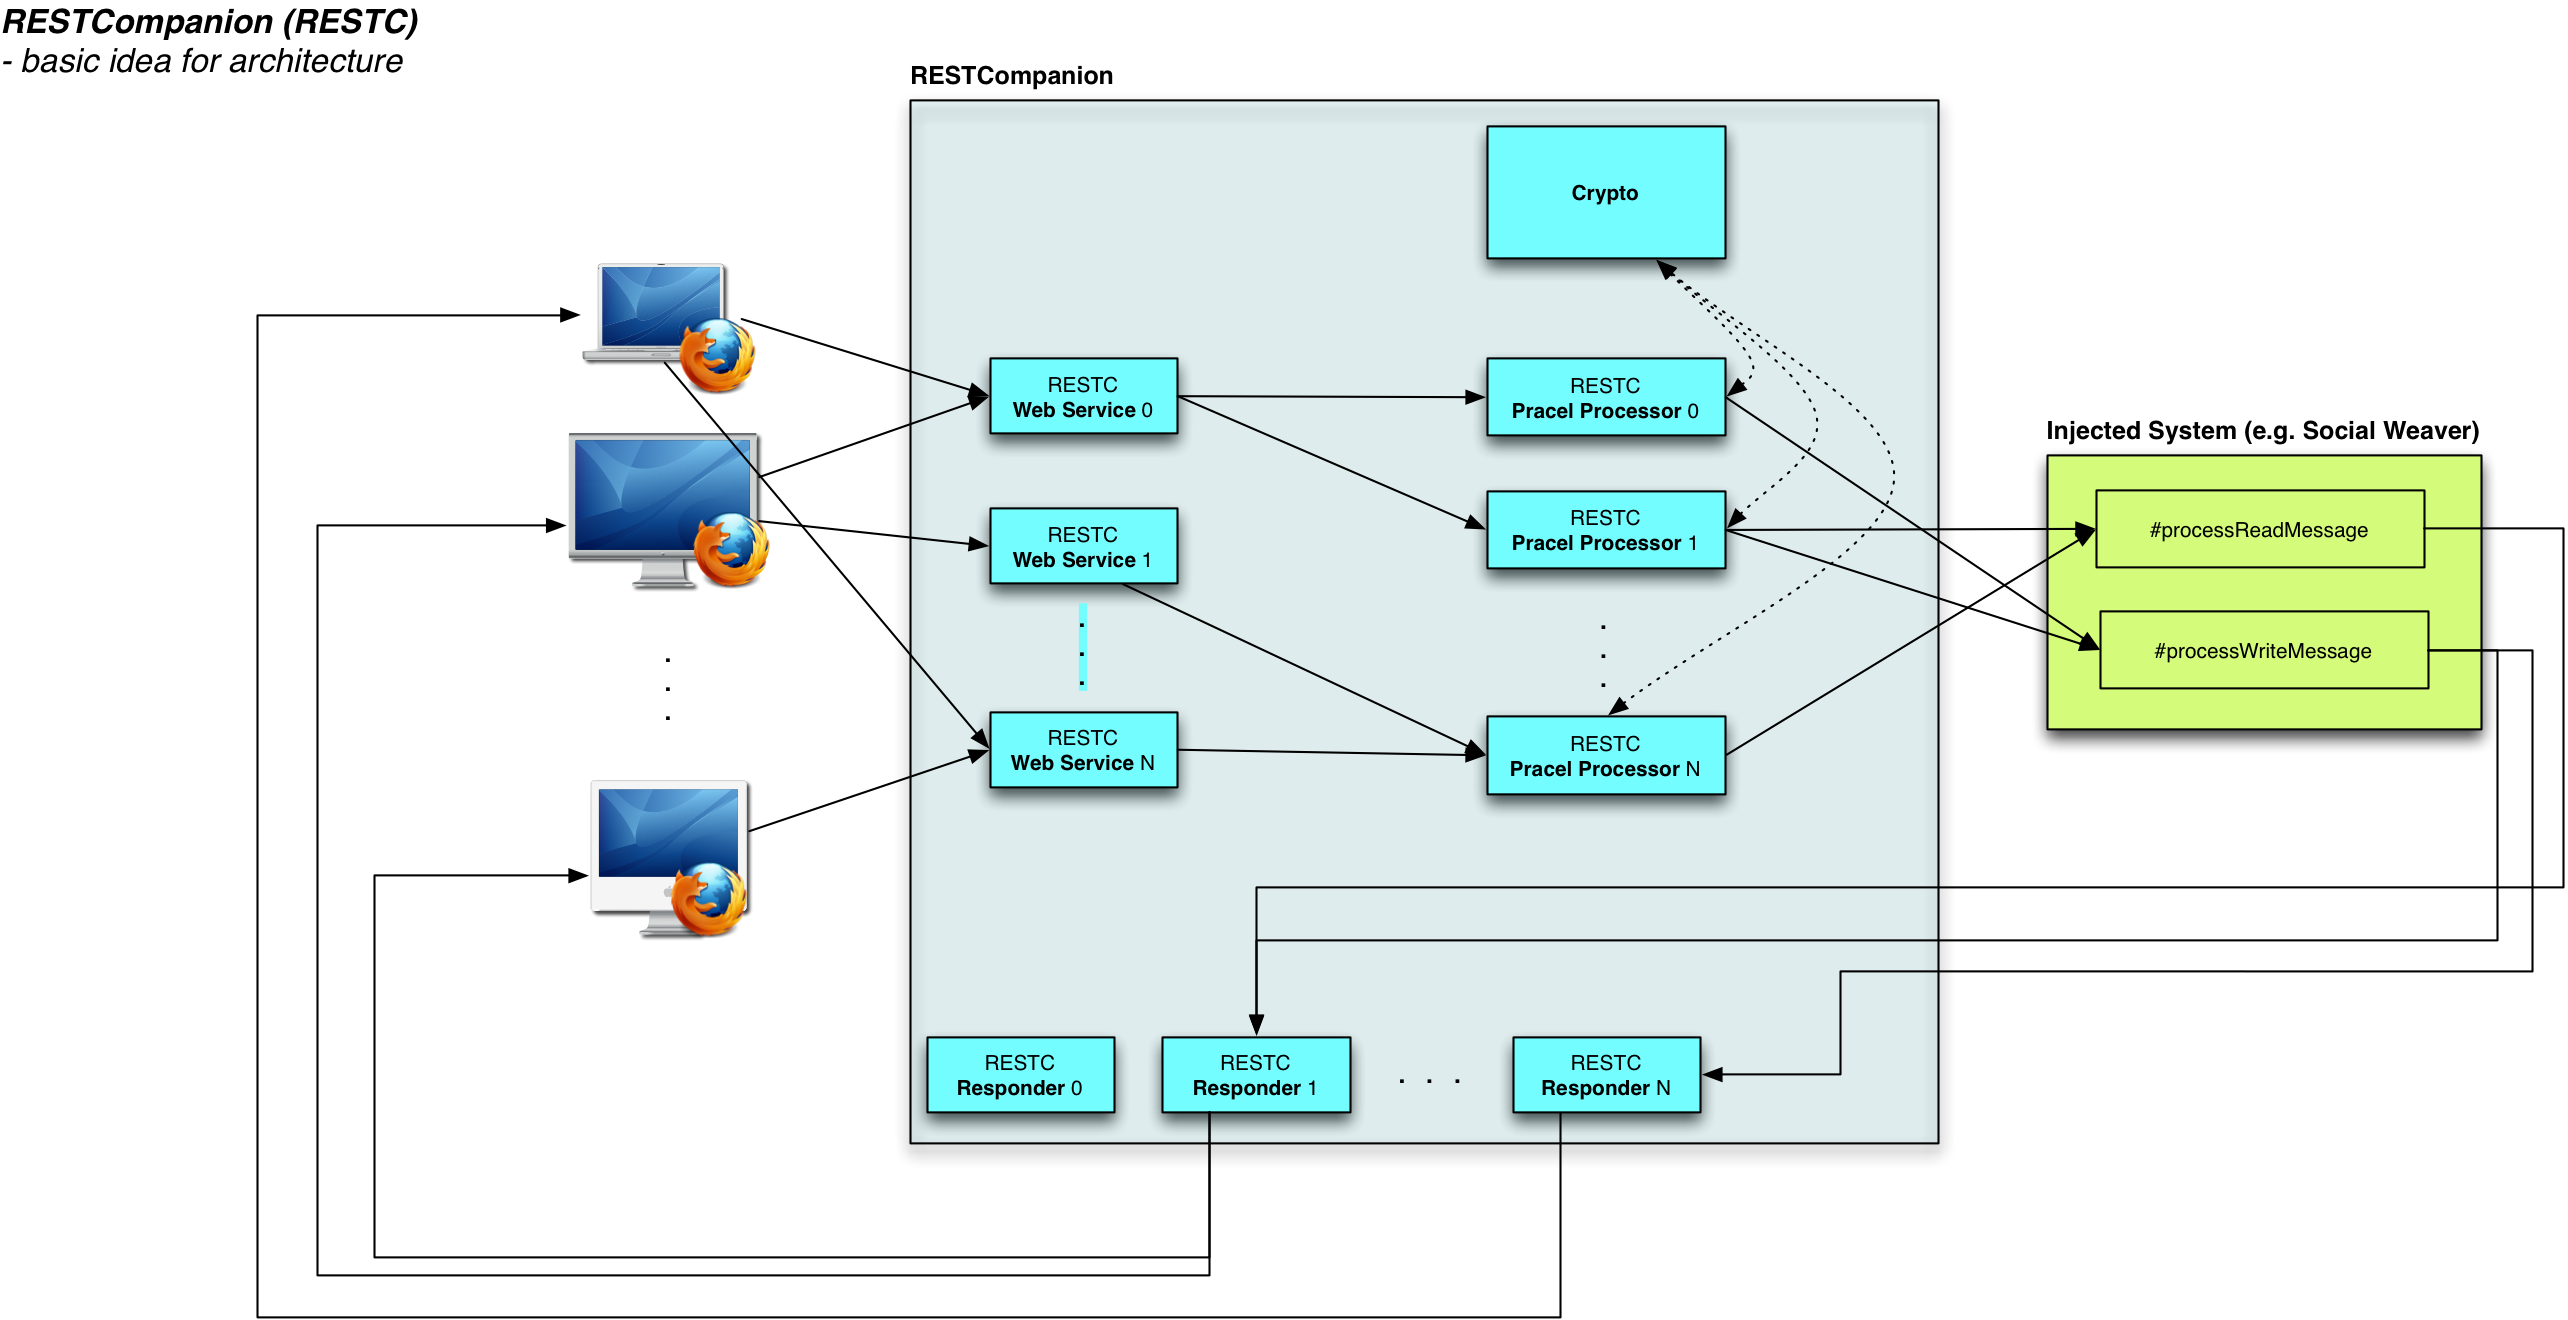 RESTCompanion (RESTC)
- basic idea for architecture
RESTCompanion
Crypto
RESTC
Web Service 0
RESTC
Pracel Processor 0
RESTC
Web Service 1
RESTC
Pracel Processor 1
.
.
.
.
.
.
.
.
.
RESTC
Web Service N
RESTC
Pracel Processor N
Injected System (e.g. Social Weaver)
#processReadMessage
#processWriteMessage
RESTC
Responder 0
RESTC
Responder 1
. . .
RESTC
Responder N